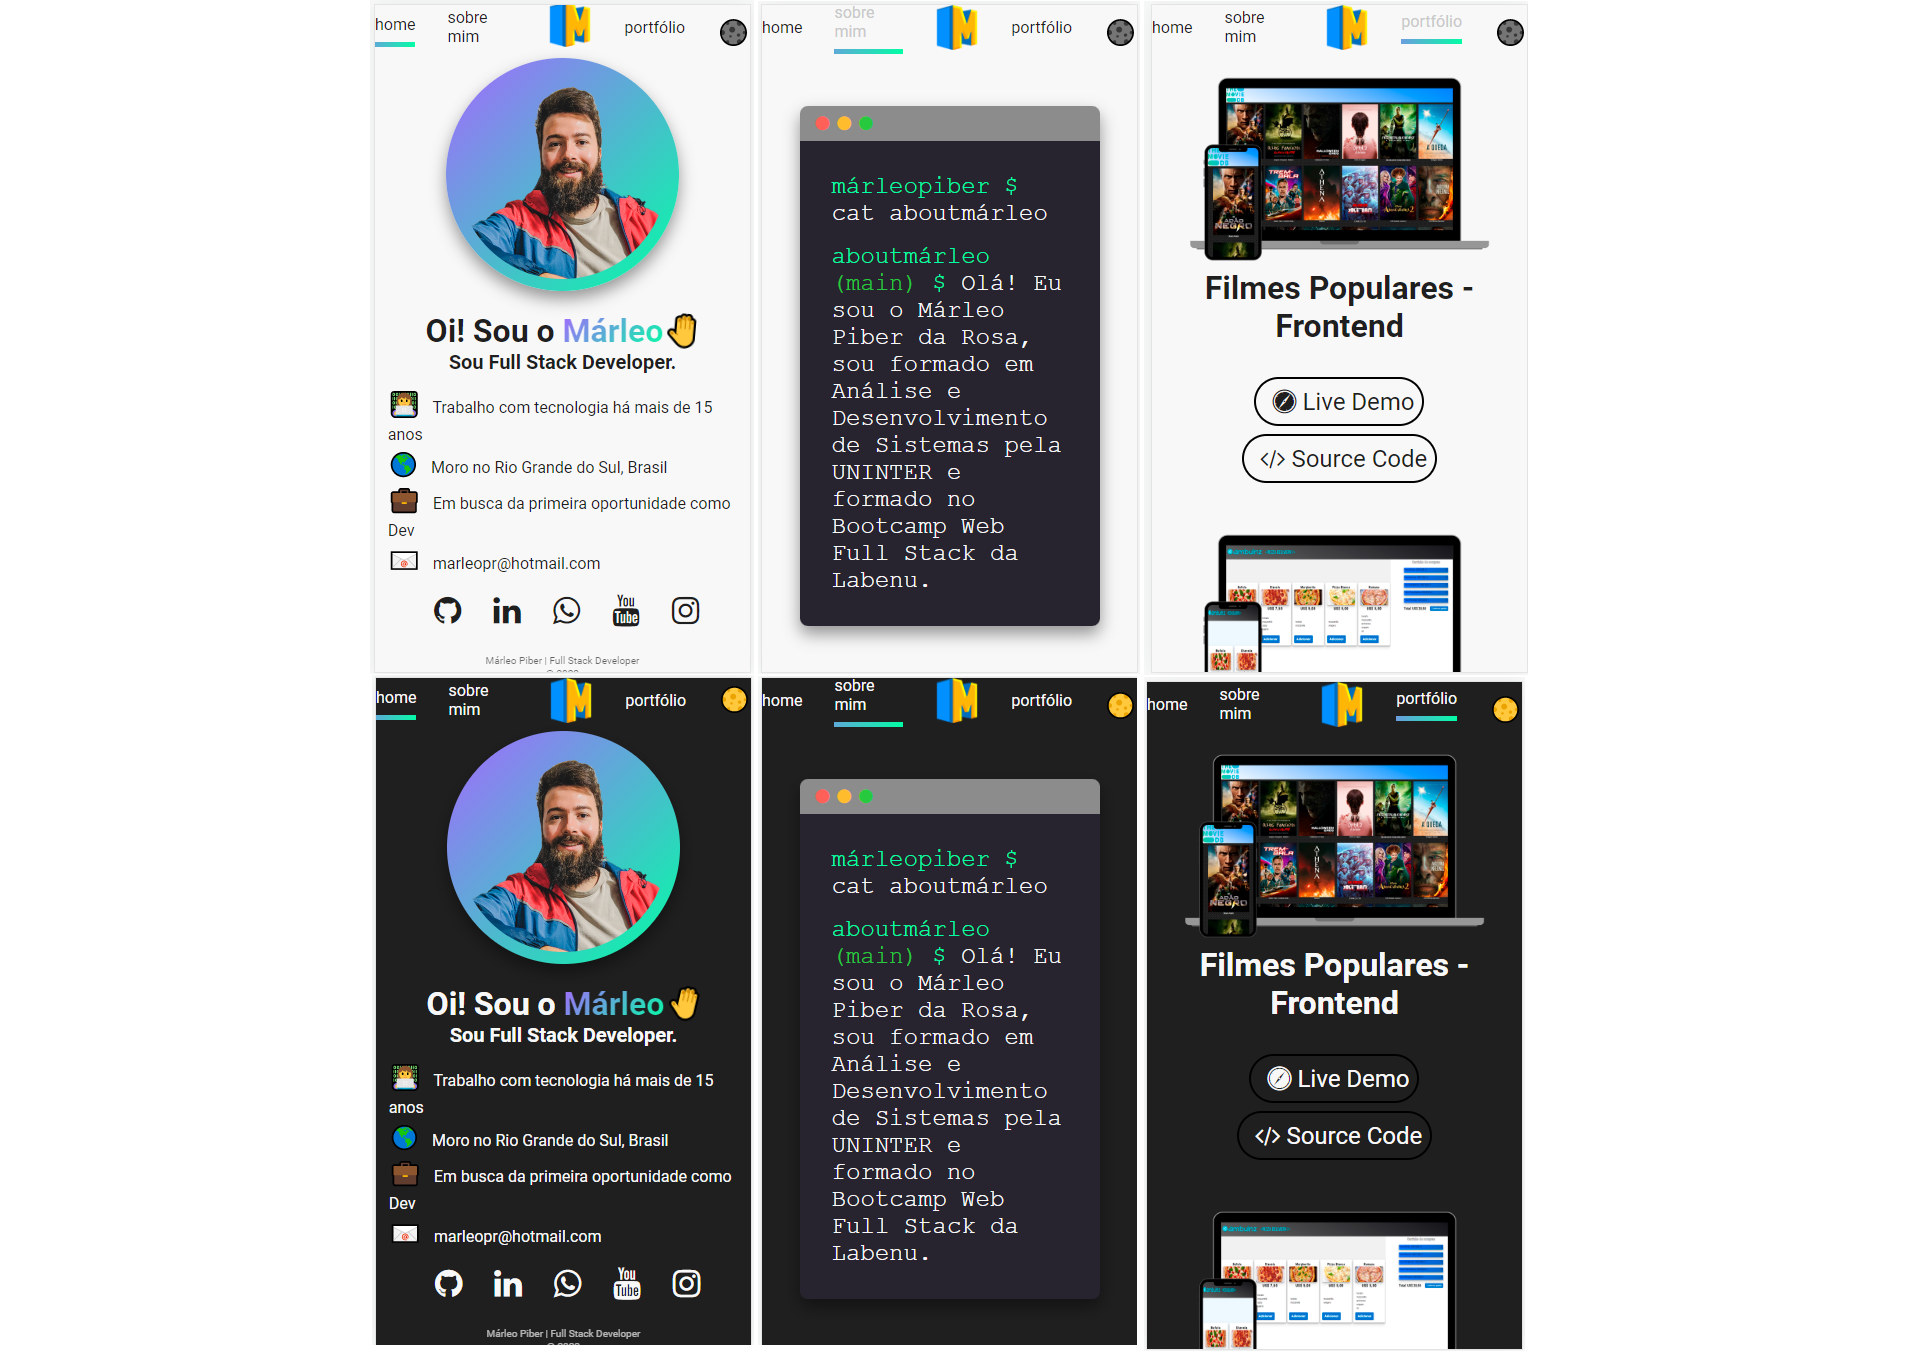 home
sobre
mim
portfólio
Oi! Sou o Márleo
Sou Full Stack Developer.
Trabalho com tecnologia há mais de 15
anos
Moro no Rio Grande do Sul, Brasil
Em busca da primeira oportunidade como
Dev
marleopr@hotmail.com
You
Tube
Márleo Piber | Full Stack Developer
home
sobre
mim
portfólio
márleopiber $
cat aboutmárleo
aboutmárleo
(main) $ Olá! Eu
sou o Márleo
Piber da Rosa,
sou formado em
Análise e
Desenvolvimento
de Sistemas pela
UNINTER e
formado no
Bootcamp Web
Full Stack da
Labenu.
home
sobre
mim
portfólio
Filmes Populares -
Frontend
Live Demo
</> Source Code
home
sobre
mim
portfólio
Oi! Sou o Márleo
Sou Full Stack Developer.
Trabalho com tecnologia há mais de 15
anos
Moro no Rio Grande do Sul, Brasil
Em busca da primeira oportunidade como
Dev
marleopr@hotmail.com
You
Tube
Márleo Piber | Full Stack Developer
home
sobre
mim
portfólio
márleopiber $
cat aboutmárleo
aboutmárleo
(main) $ Olá! Eu
sou o Márleo
Piber da Rosa,
sou formado em
Análise e
Desenvolvimento
de Sistemas pela
UNINTER e
formado no
Bootcamp Web
Full Stack da
Labenu.
home
sobre
mim
portfólio
Filmes Populares -
Frontend
Live Demo
</> Source Code